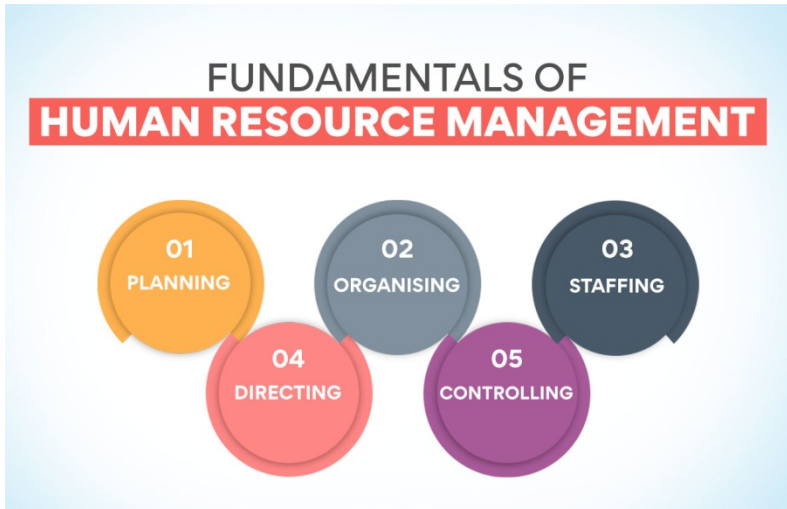 FUNDAMENTALS OF
HUMAN RESOURCE MANAGEMENT
01
PLANNING
02
ORGANISING
03
STAFFING
04
DIRECTING
05
CONTROLLING